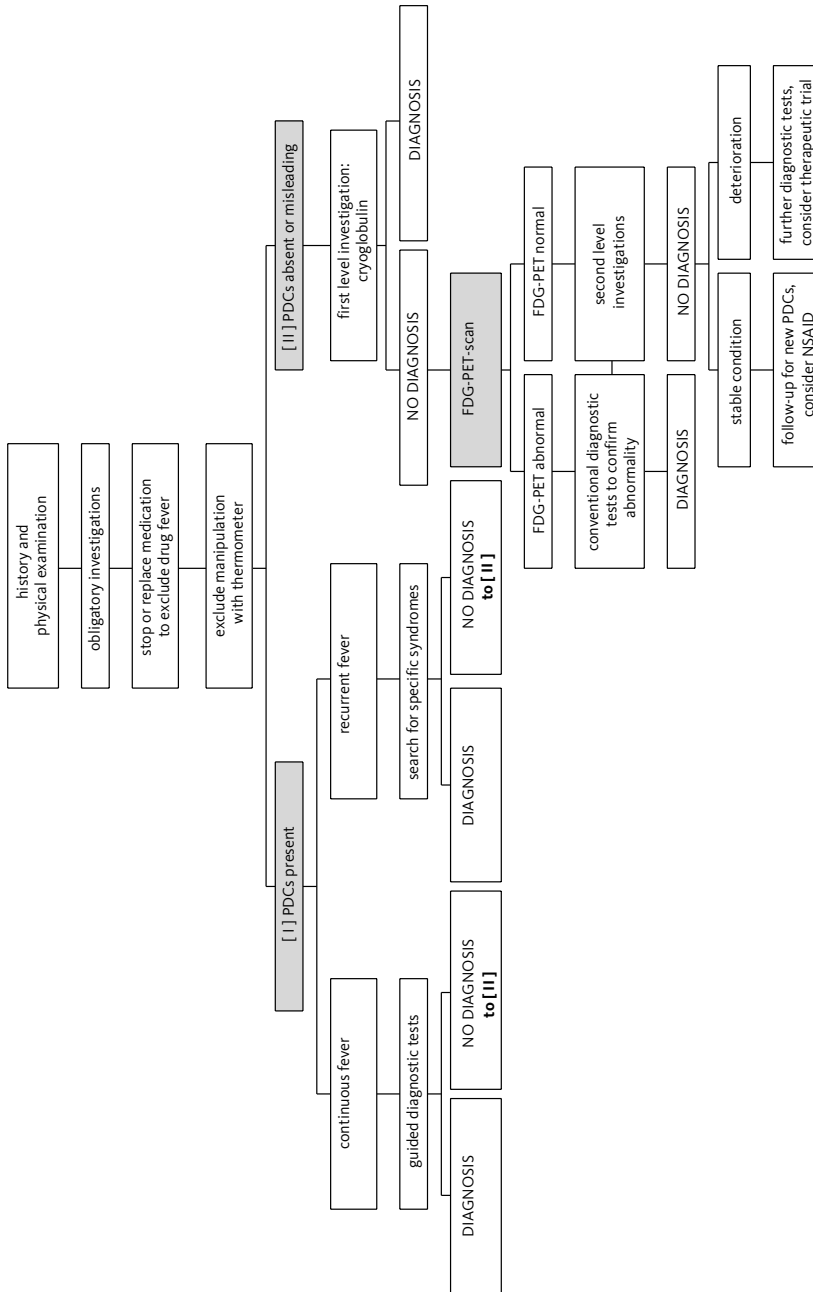 history and
physical examination
obligatory investigations
stop or replace medication
to exclude drug fever
exclude manipulation
with thermometer
[ I ] PDCs present
[ II ] PDCs absent or misleading
continuous fever
recurrent fever
first level investigation:
cryoglobulin
guided diagnostic tests
search for specific syndromes
NO DIAGNOSIS
DIAGNOSIS
DIAGNOSIS
NO DIAGNOSIS
to [ II ]
DIAGNOSIS
NO DIAGNOSIS
to [ II ]
FDG-PET-scan
FDG-PET abnormal
FDG-PET normal
conventional diagnostic
tests to confirm
abnormality
second level
investigations
DIAGNOSIS
NO DIAGNOSIS
stable condition
deterioration
follow-up for new PDCs,
consider NSAID
further diagnostic tests,
consider therapeutic trial